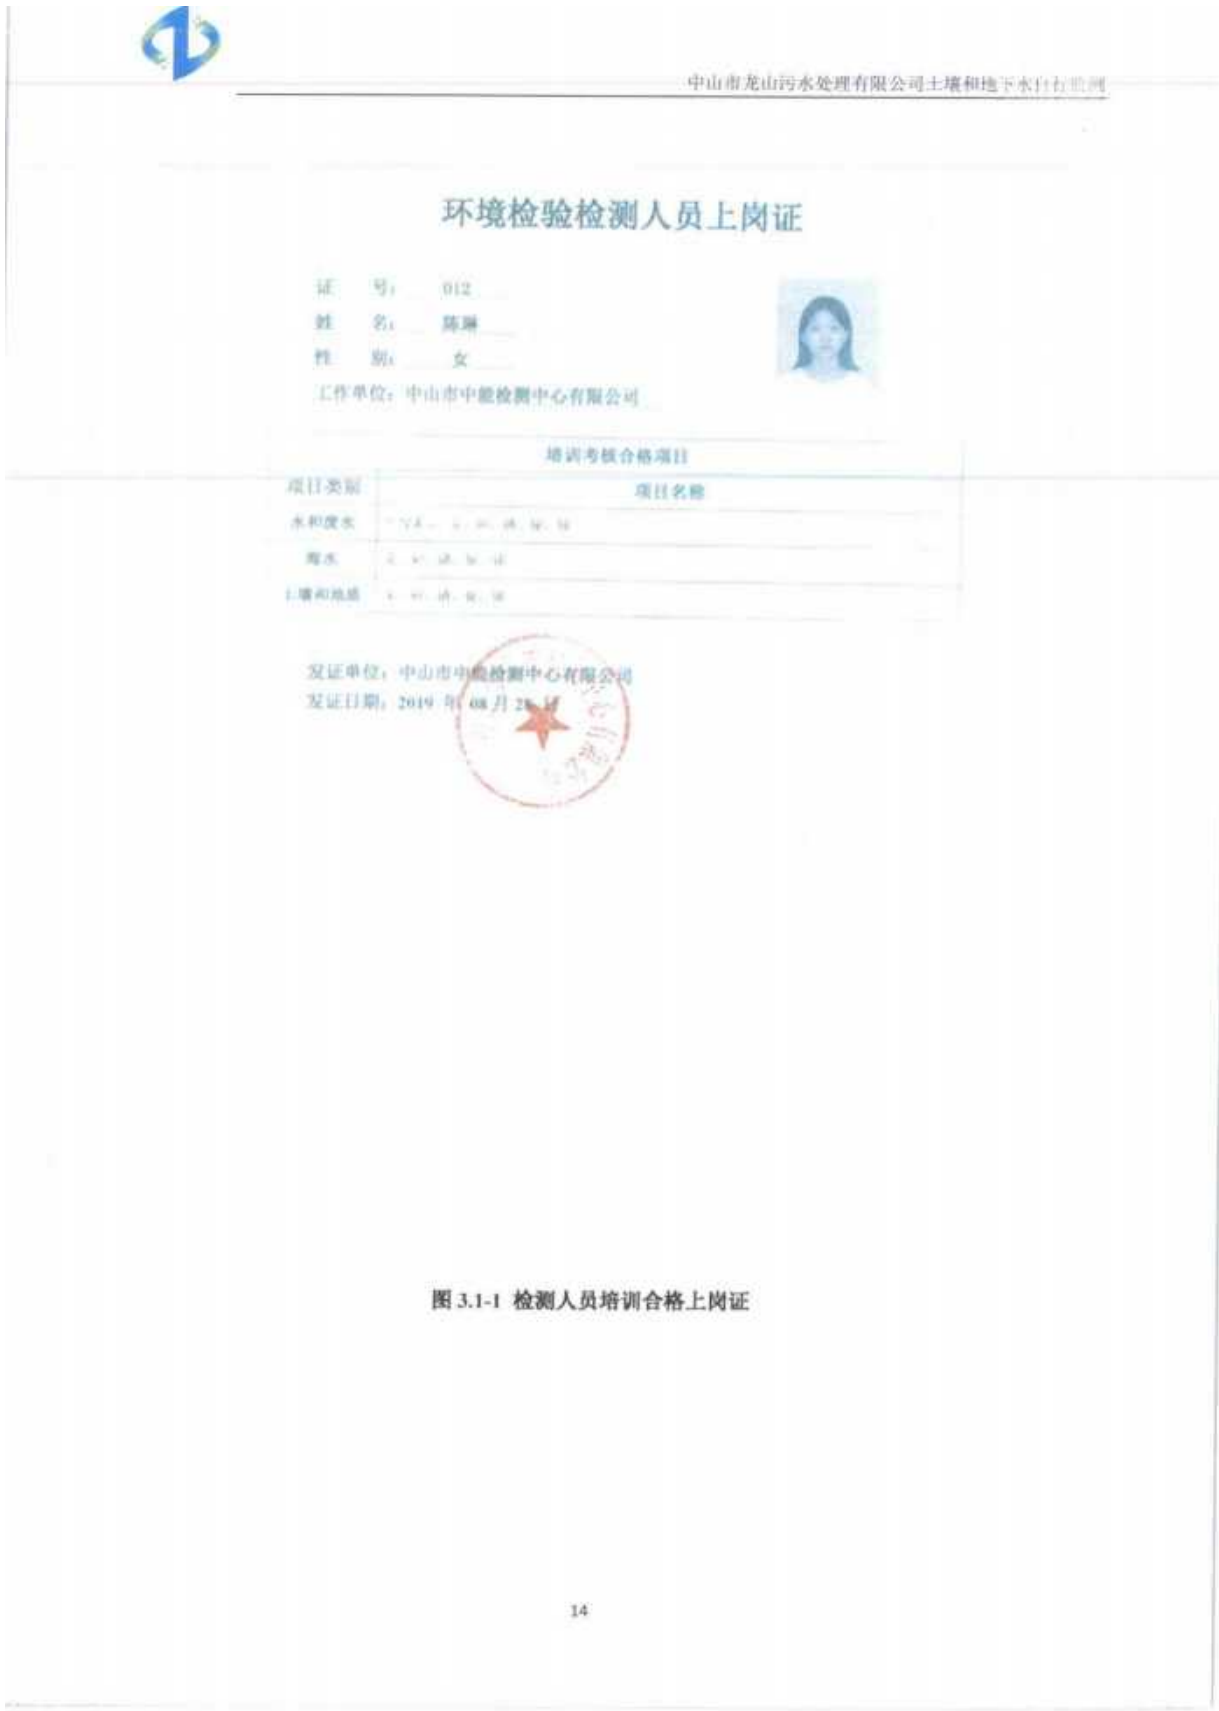 中山市龙山污水处理有限公司土壤和地下水自行监测
环境检验检测人员上岗证
证 号： 012
姓 名： 陈琳
性 别： 女
工作单位：中山市中能检测中心有限公司
培训考核合格项目
项目类别 项目名称
水和废水
海水
土壤和地质
发证单位：中山市中能检测中心有限公司
发证日期：2019 年 08 月 28 日
图 3.1-1 检测人员培训合格上岗证
14